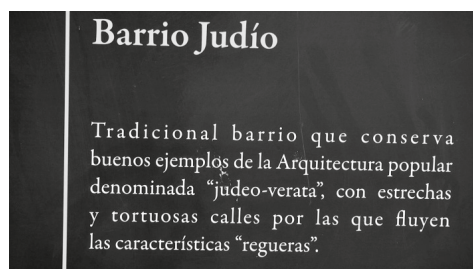 Barrio Judío
Tradicional barrio que conserva
buenos ejemplos de la Arquitectura popular
denominada “judeo-verata”, con estrechas
y tortuosas calles por las que fluyen
las características “regueras”.